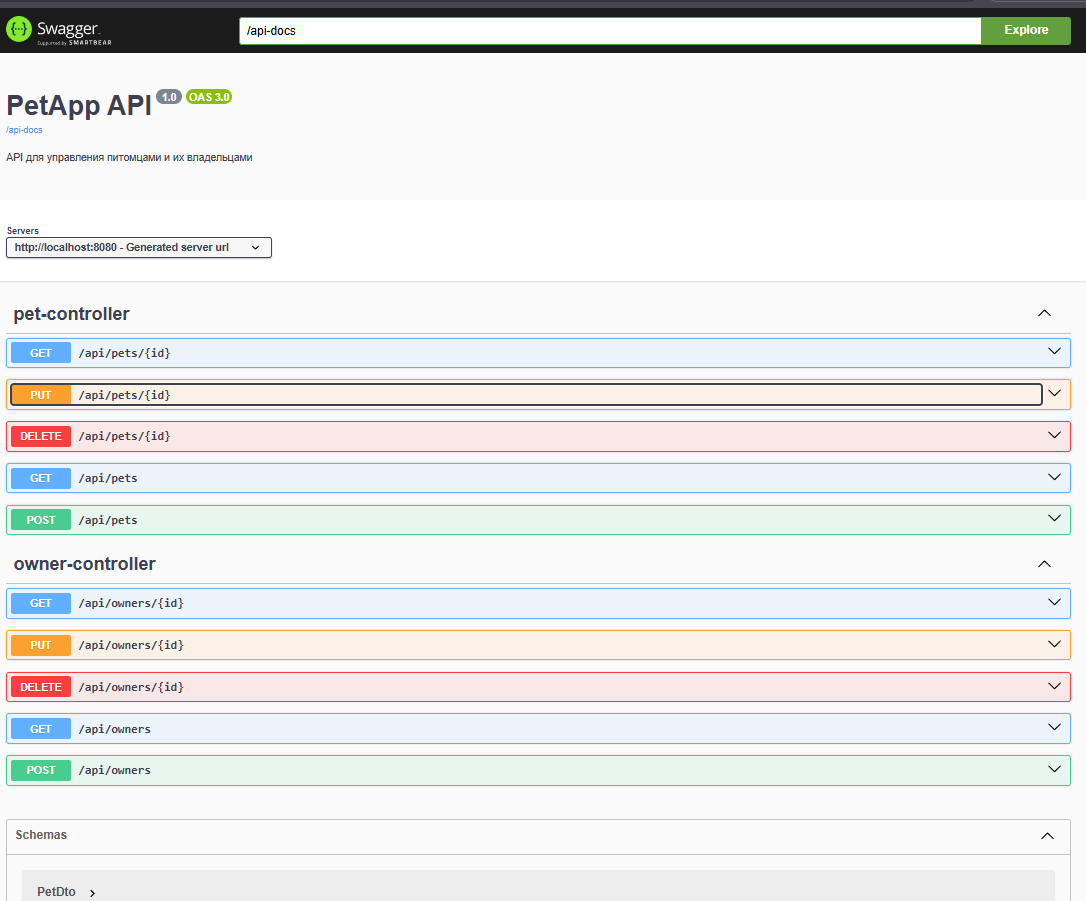 Swagger.
Supported by SMARTBEAR
/api-docs
Explore
PetApp API 1.0 OAS 3.0
/api-docs
API для управления питомцами и их владельцами
Servers
http://localhost:8080 - Generated server url
pet-controller
GET /api/pets/{id}
PUT /api/pets/{id}
DELETE /api/pets/{id}
GET /api/pets
POST /api/pets
owner-controller
GET /api/owners/{id}
PUT /api/owners/{id}
DELETE /api/owners/{id}
GET /api/owners
POST /api/owners
Schemas
PetDto